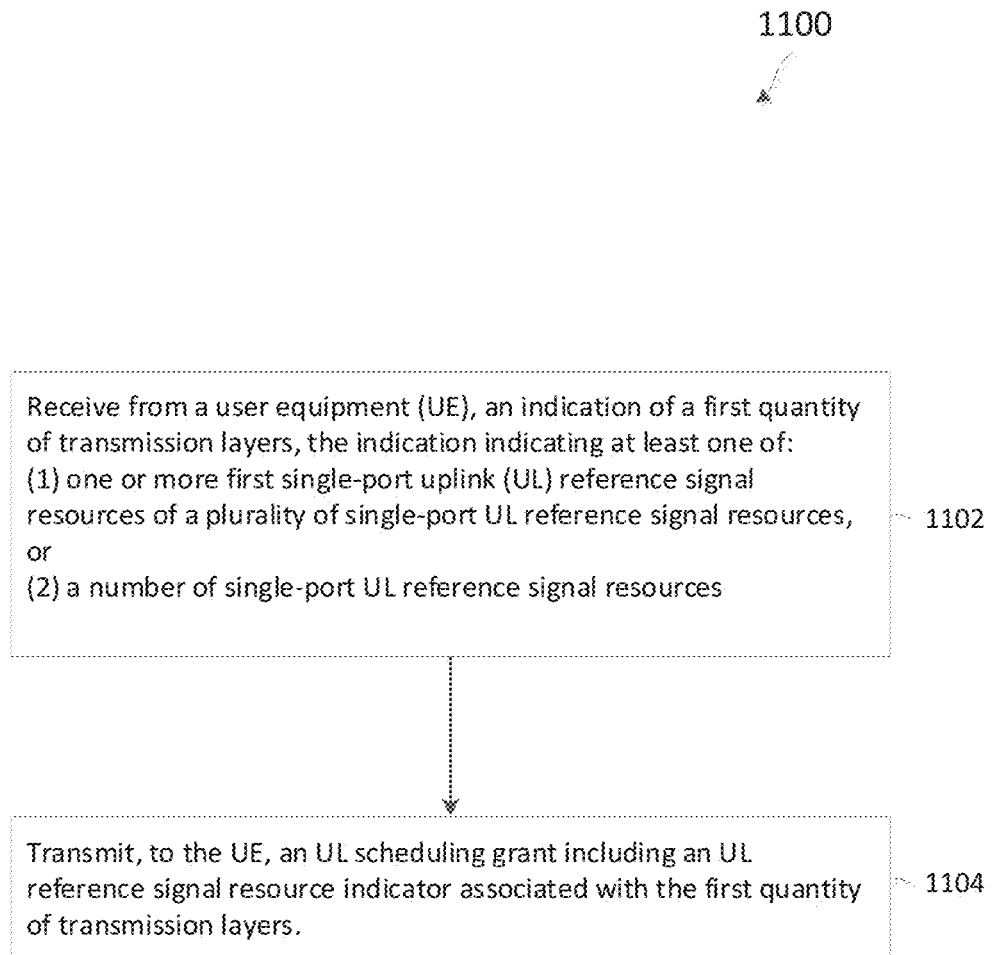 1100
Receive from a user equipment (UE), an indication of a first quantity
of transmission layers, the indication indicating at least one of:
(1) one or more first single-port uplink (UL) reference signal
resources of a plurality of single-port UL reference signal resources,
or
(2) a number of single-port UL reference signal resources
1102
Transmit, to the UE, an UL scheduling grant including an UL
reference signal resource indicator associated with the first quantity
of transmission layers.
1104